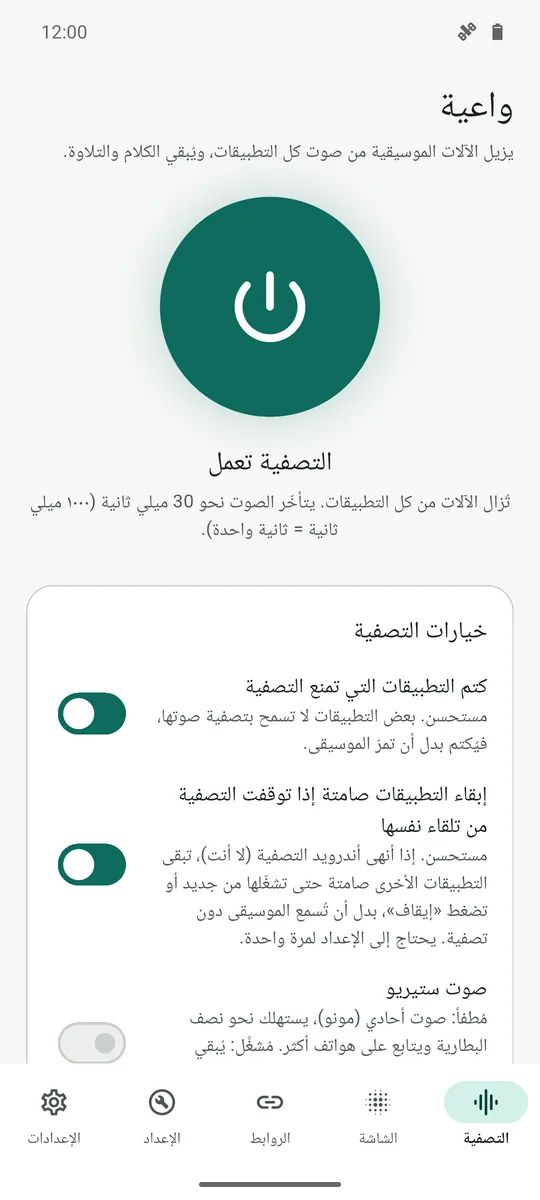 12:00
واعية
يزيل الآلات الموسيقية من صوت كل التطبيقات، ويُبقي الكلام والتلاوة.
التصفية تعمل
تُزال الآلات من كل التطبيقات. يتأخّر الصوت نحو 30 ميلي ثانية (١٠٠٠ ميلي
ثانية = ثانية واحدة).
خيارات التصفية
كتم التطبيقات التي تمنع التصفية
مستحسن. بعض التطبيقات لا تسمح بتصفية صوتها،
فيُكتم بدل أن تمرّ الموسيقى.
إبقاء التطبيقات صامتة إذا توقفت التصفية
من تلقاء نفسها
مستحسن. إذا أنهى أندرويد التصفية (لا أنت)، تبقى
التطبيقات الأخرى صامتة حتى تشغّلها من جديد أو
تضغط «إيقاف»، بدل أن تُسمع الموسيقى دون
تصفية. يحتاج إلى الإعداد لمرة واحدة.
صوت ستيريو
مُطفأ: صوت أحادي (مونو)، يستهلك نحو نصف
البطارية ويتابع على هواتف أكثر. مُشغّل: يُبقي
التصفية
الشاشة
الروابط
الإعداد
الإعدادات